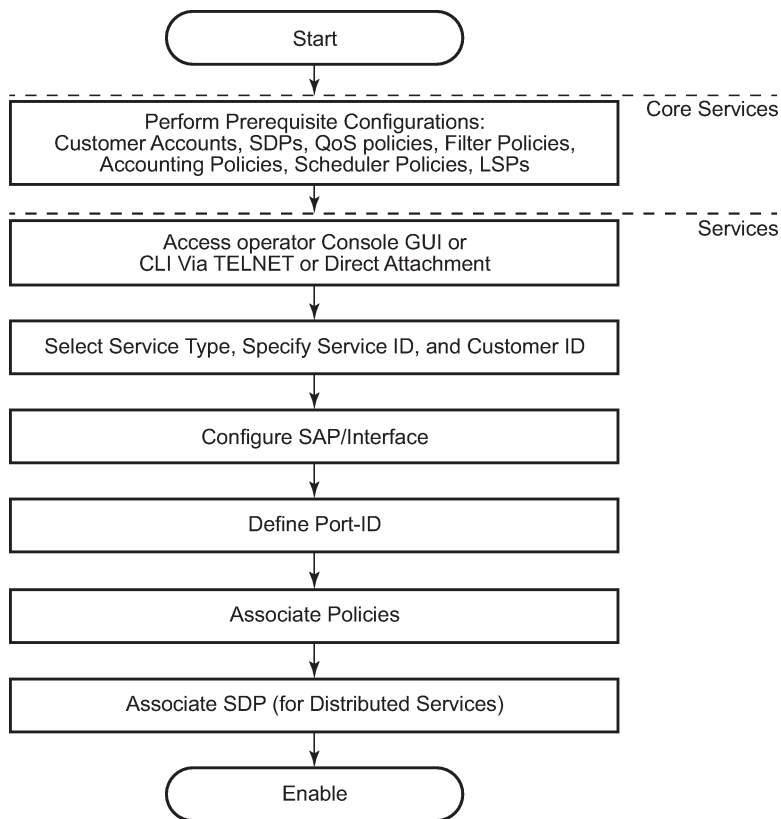 Start
Core Services
Perform Prerequisite Configurations:
Customer Accounts, SDPs, QoS policies, Filter Policies,
Accounting Policies, Scheduler Policies, LSPs
Services
Access operator Console GUI or
CLI Via TELNET or Direct Attachment
Select Service Type, Specify Service ID, and Customer ID
Configure SAP/Interface
Define Port-ID
Associate Policies
Associate SDP (for Distributed Services)
Enable